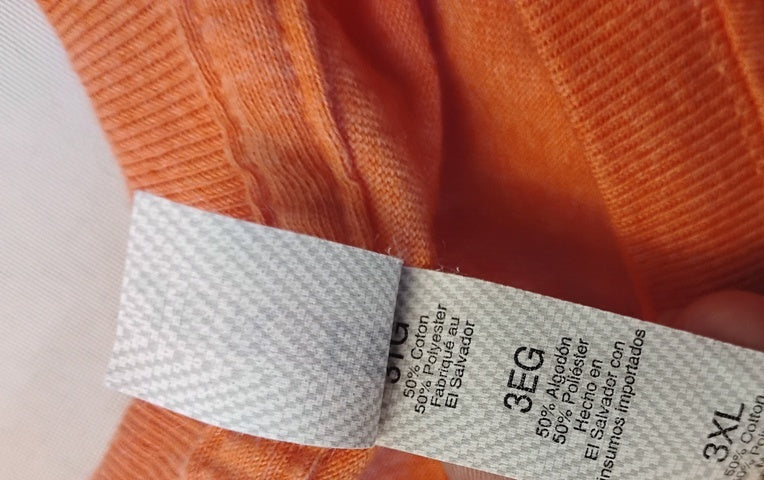 50% Coton
50% Polyester
Fabriqué au
El Salvador
3EG
50% Algodón
50% Poliéster
Hecho en
El Salvador con
insumos importados
3XL
50% Cotton